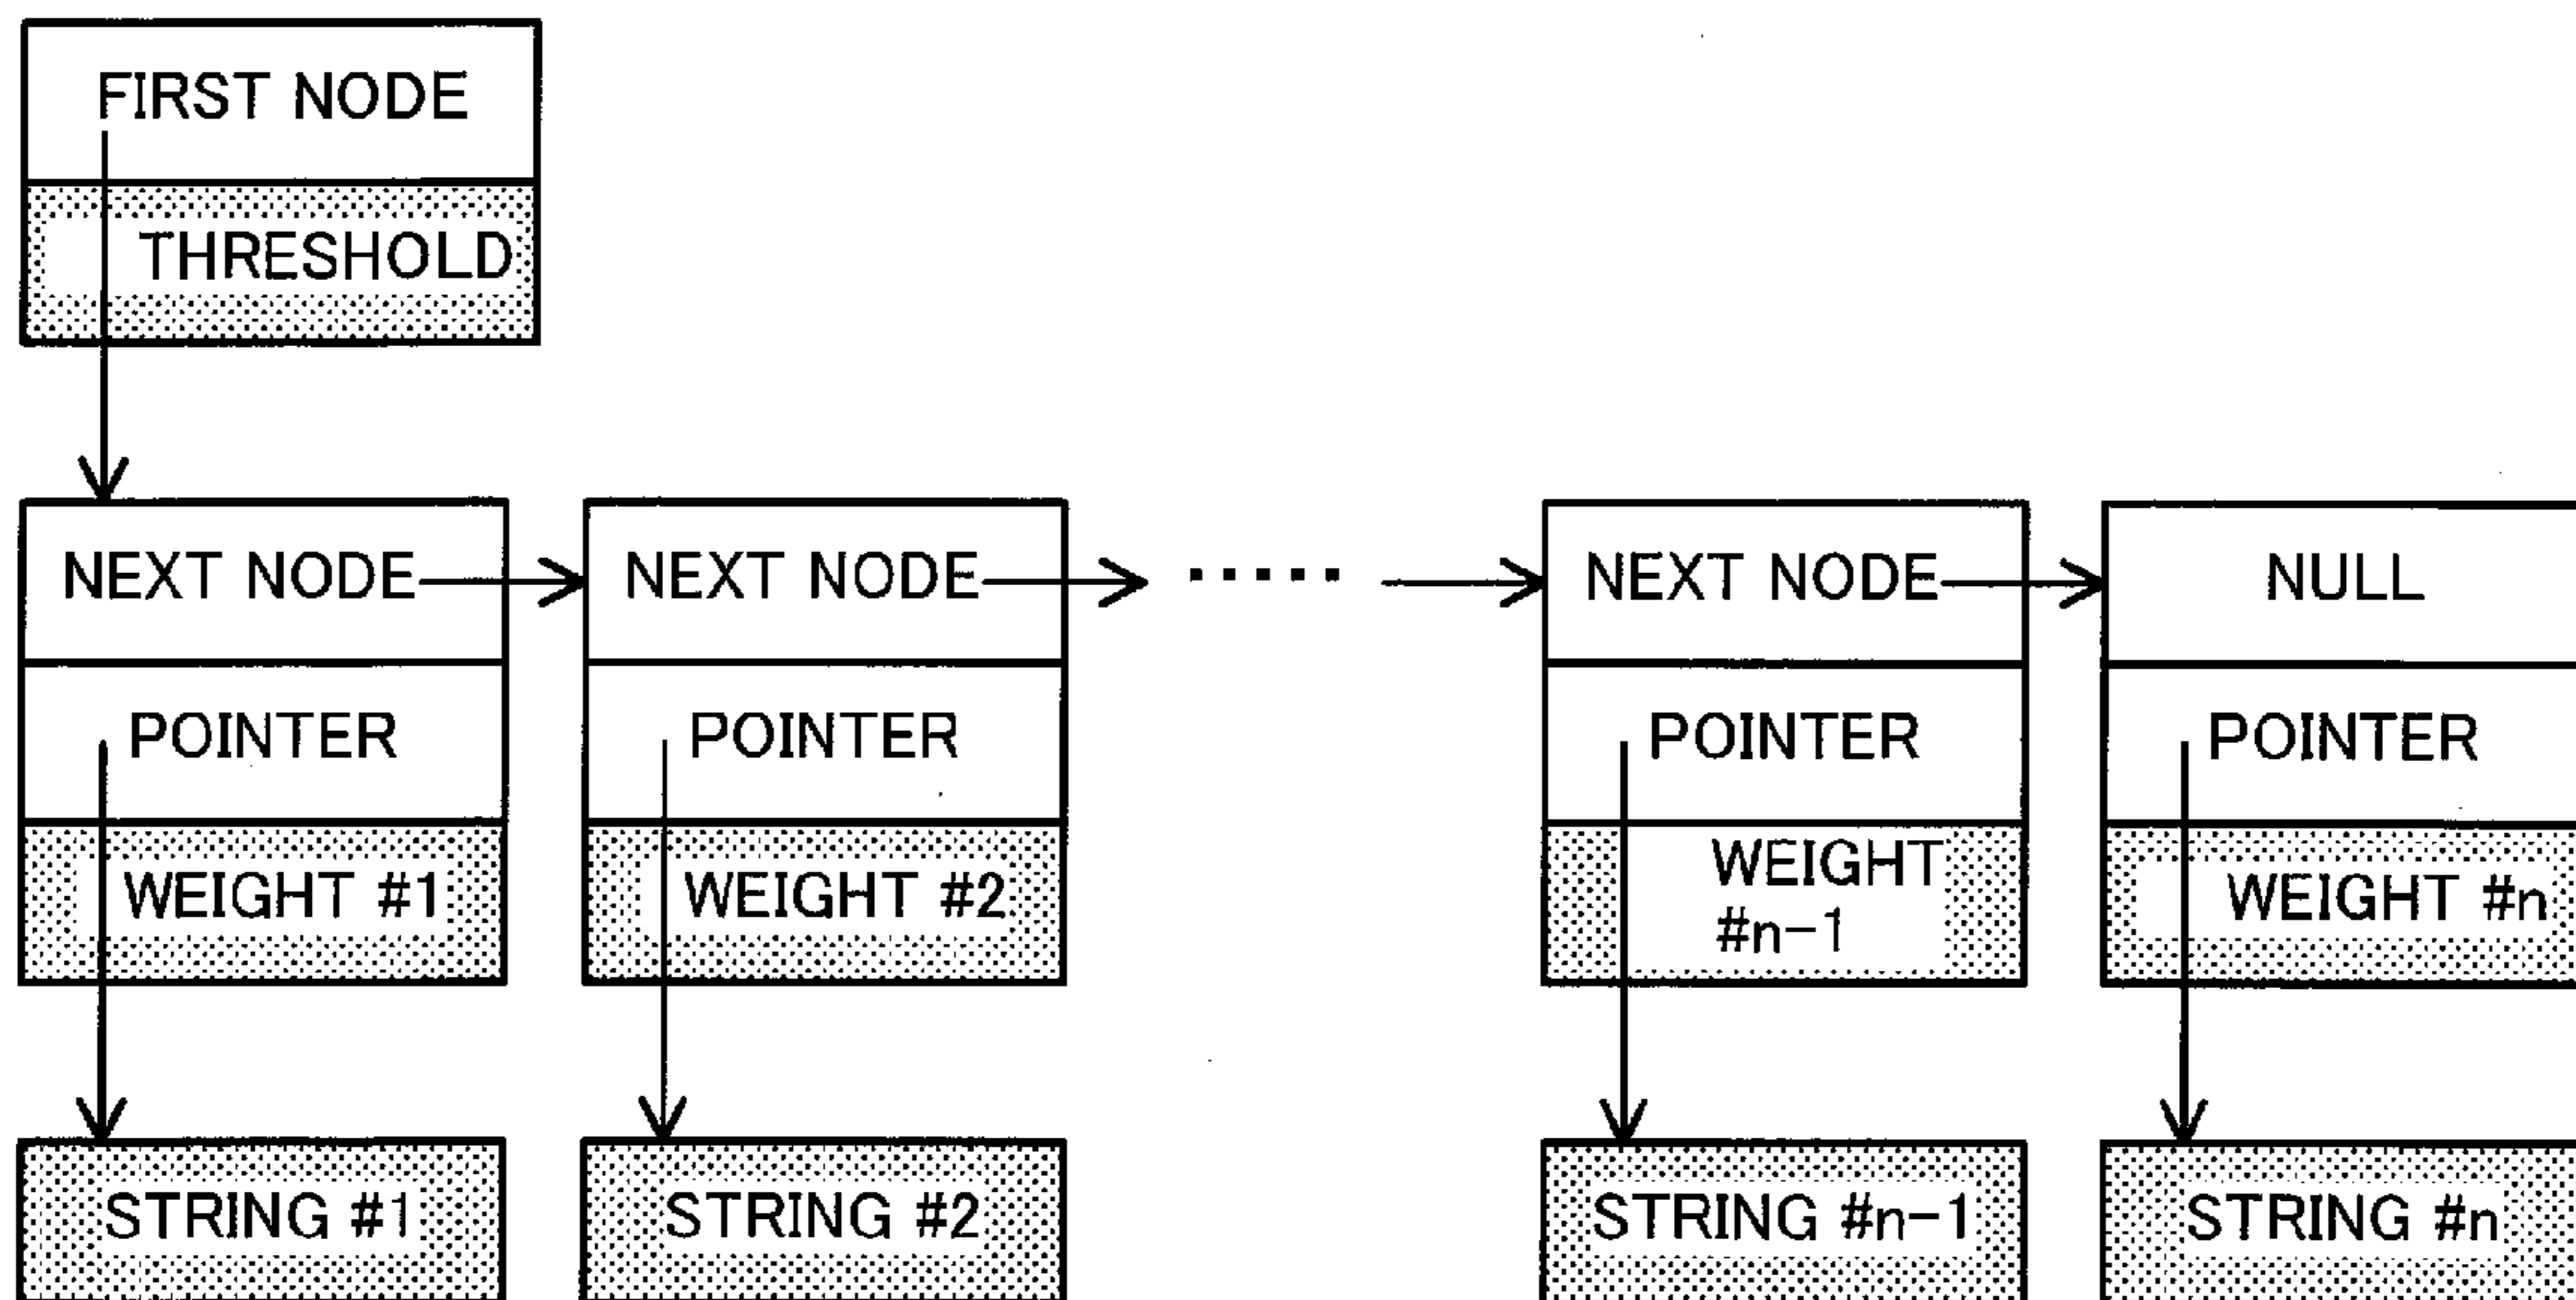 FIRST NODE
THRESHOLD
NEXT NODE
NEXT NODE
NEXT NODE
NULL
POINTER
POINTER
POINTER
POINTER
WEIGHT #1
WEIGHT #2
WEIGHT
#n-1
WEIGHT #n
STRING #1
STRING #2
STRING #n-1
STRING #n